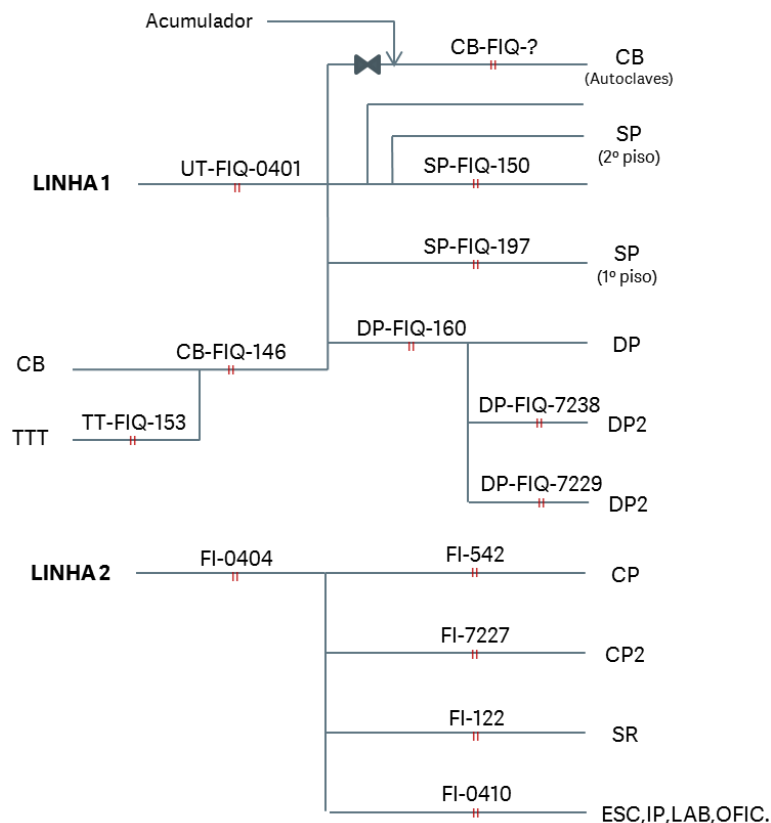 Acumulador
CB-FIQ-?
CB
(Autoclaves)
SP
(2º piso)
UT-FIQ-0401
SP-FIQ-150
LINHA 1
SP-FIQ-197
SP
(1º piso)
DP-FIQ-160
DP
CB-FIQ-146
CB
DP-FIQ-7238
DP2
TT-FIQ-153
TTT
DP-FIQ-7229
DP2
FI-0404
FI-542
LINHA 2
CP
FI-7227
CP2
FI-122
SR
FI-0410
ESC,IP,LAB,OFIC.